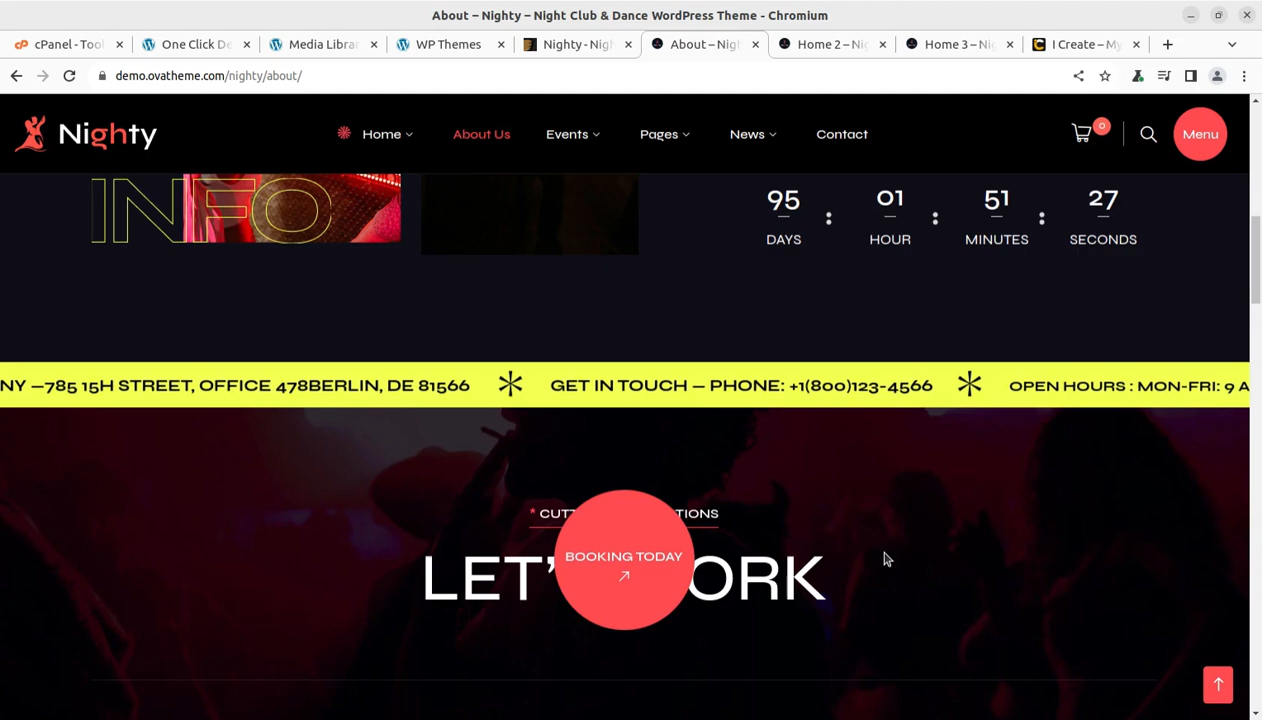 About – Nighty – Night Club & Dance WordPress Theme - Chromium
cPanel - Tool
One Click De
Media Librar
WP Themes
Nighty - Nigh
About – Nigh
Home 2 – Nig
Home 3 – Nig
I Create – My
demo.ovatheme.com/nighty/about/
Nighty
Home
About Us
Events
Pages
News
Contact
0
Menu
INFO
95 01 51 27
DAYS HOUR MINUTES SECONDS
NY —785 15H STREET, OFFICE 478BERLIN, DE 81566 GET IN TOUCH — PHONE: +1(800)123-4566 OPEN HOURS : MON-FRI: 9 A
* CUTT TIONS
BOOKING TODAY
LET' ORK